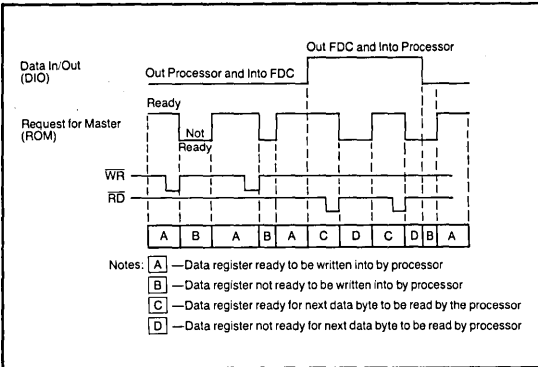 Out FDC and Into Processor
Data In/Out
(DIO)
Out Processor and Into FDC
Ready
Request for Master
(ROM)
Not
Ready
WR
RD
A B A B A C D C D B A
Notes: A —Data register ready to be written into by processor
B —Data register not ready to be written into by processor
C —Data register ready for next data byte to be read by the processor
D —Data register not ready for next data byte to be read by processor